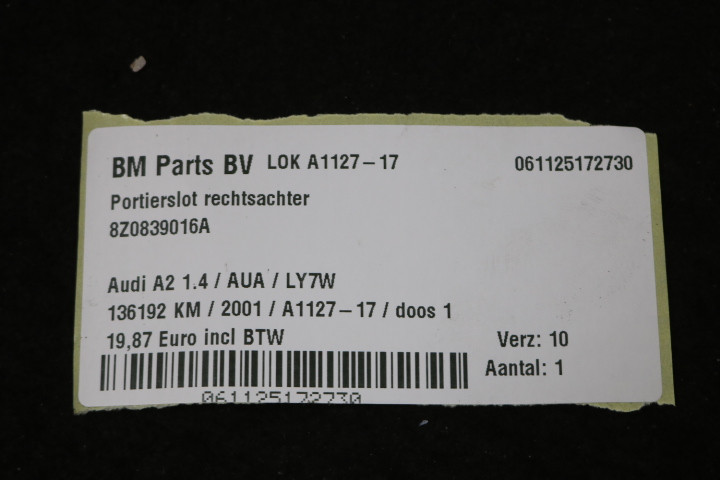 BM Parts BV LOK A1127-17 061125172730
Portierslot rechtsachter
8Z0839016A
Audi A2 1.4 / AUA / LY7W
136192 KM / 2001 / A1127-17 / doos 1
19,87 Euro incl BTW Verz: 10
Aantal: 1
061125172730